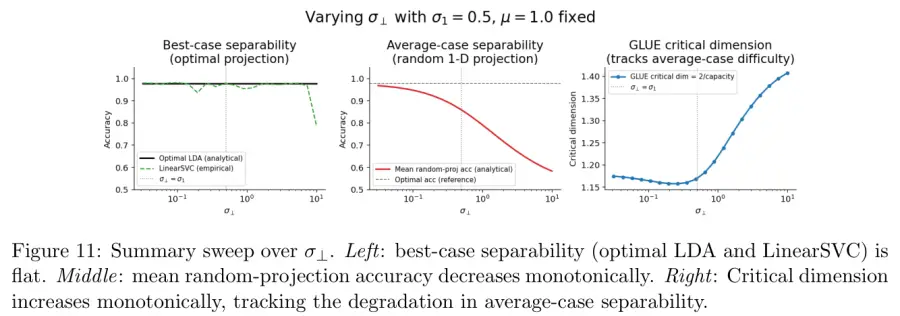 Varying σ⊥ with σ1 = 0.5, μ = 1.0 fixed
Best-case separability
(optimal projection)
Accuracy
1.0
0.9
0.8
0.7
0.6
0.5
Optimal LDA (analytical)
LinearSVC (empirical)
σ⊥ = σ1
10⁻¹
10⁰
10¹
σ⊥
Average-case separability
(random 1-D projection)
Accuracy
1.0
0.9
0.8
0.7
0.6
0.5
Mean random-proj acc (analytical)
Optimal acc (reference)
10⁻¹
10⁰
10¹
σ⊥
GLUE critical dimension
(tracks average-case difficulty)
Critical dimension
1.40
1.35
1.30
1.25
1.20
1.15
GLUE critical dim = 2/capacity
σ⊥ = σ1
10⁻¹
10⁰
10¹
σ⊥
Figure 11: Summary sweep over σ⊥. Left: best-case separability (optimal LDA and LinearSVC) is
flat. Middle: mean random-projection accuracy decreases monotonically. Right: Critical dimension
increases monotonically, tracking the degradation in average-case separability.